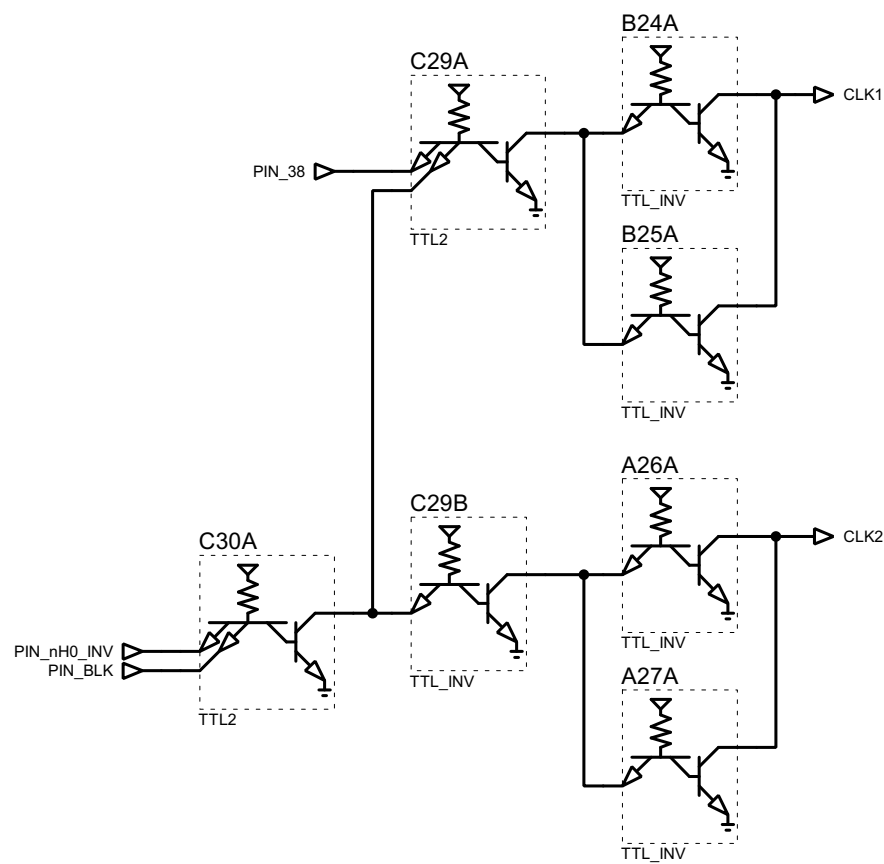 B24A
C29A
CLK1
PIN_38
TTL_INV
TTL2
B25A
TTL_INV
A26A
C29B
C30A
CLK2
PIN_nH0_INV
PIN_BLK
TTL_INV
TTL_INV
A27A
TTL2
TTL_INV